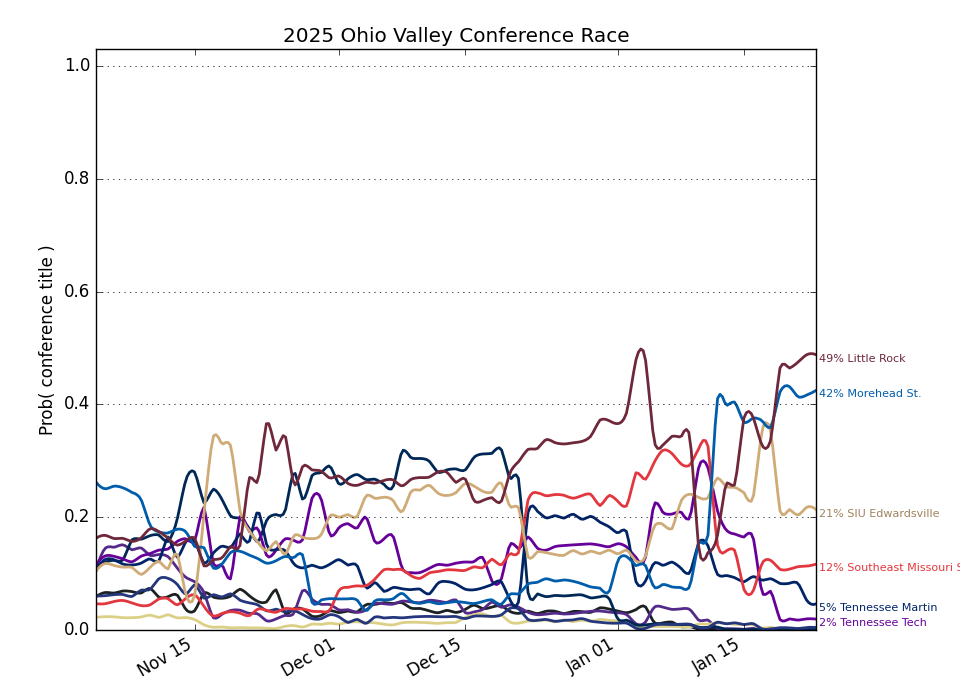 2025 Ohio Valley Conference Race
Prob( conference title )
1.0
0.8
0.6
0.4
0.2
0.0
Nov 15
Dec 01
Dec 15
Jan 01
Jan 15
49% Little Rock
42% Morehead St.
21% SIU Edwardsville
12% Southeast Missouri S
5% Tennessee Martin
2% Tennessee Tech